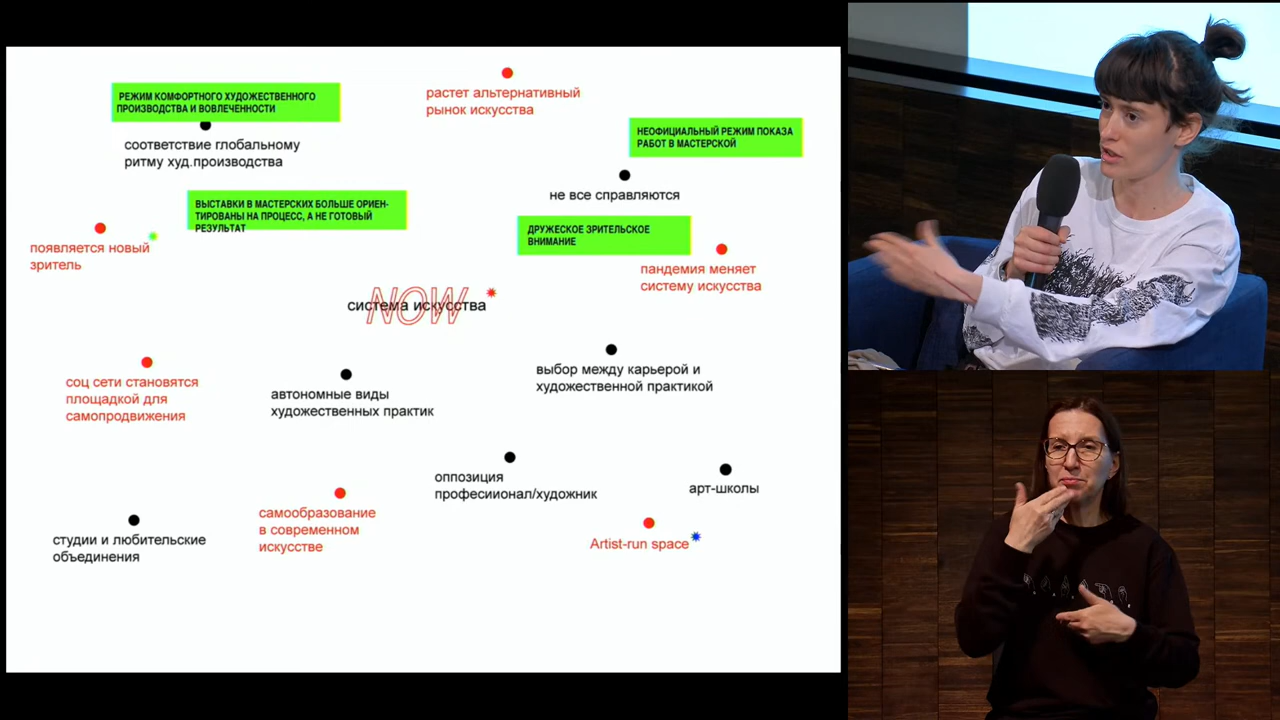 РЕЖИМ КОМФОРТНОГО ХУДОЖЕСТВЕННОГО
ПРОИЗВОДСТВА И ВОВЛЕЧЕННОСТИ
соответствие глобальному
ритму худ.производства
растет альтернативный
рынок искусства
НЕОФИЦИАЛЬНЫЙ РЕЖИМ ПОКАЗА
РАБОТ В МАСТЕРСКОЙ
не все справляются
ВЫСТАВКИ В МАСТЕРСКИХ БОЛЬШЕ ОРИЕН-
ТИРОВАНЫ НА ПРОЦЕСС, А НЕ ГОТОВЫЙ
РЕЗУЛЬТАТ
ДРУЖЕСКОЕ ЗРИТЕЛЬСКОЕ
ВНИМАНИЕ
появляется новый
зритель
пандемия меняет
систему искусства
система искусства
NOW
соц сети становятся
площадкой для
самопродвижения
автономные виды
художественных практик
выбор между карьерой и
художественной практикой
оппозиция
професиионал/художник
арт-школы
самообразование
в современном
искусстве
студии и любительские
объединения
Artist-run space